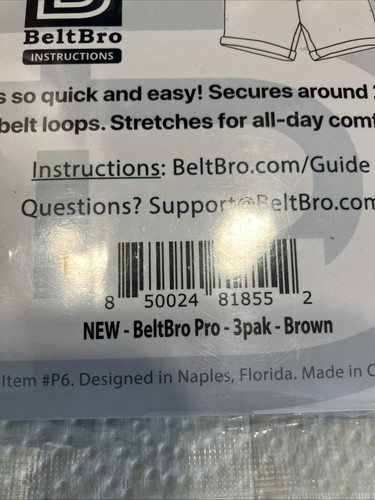 BeltBro
INSTRUCTIONS
s so quick and easy! Secures around
belt loops. Stretches for all-day com
Instructions: BeltBro.com/Guide
Questions? Support@BeltBro.com
8 50024 81855 2
NEW - BeltBro Pro - 3pak - Brown
Item #P6. Designed in Naples, Florida. Made in C